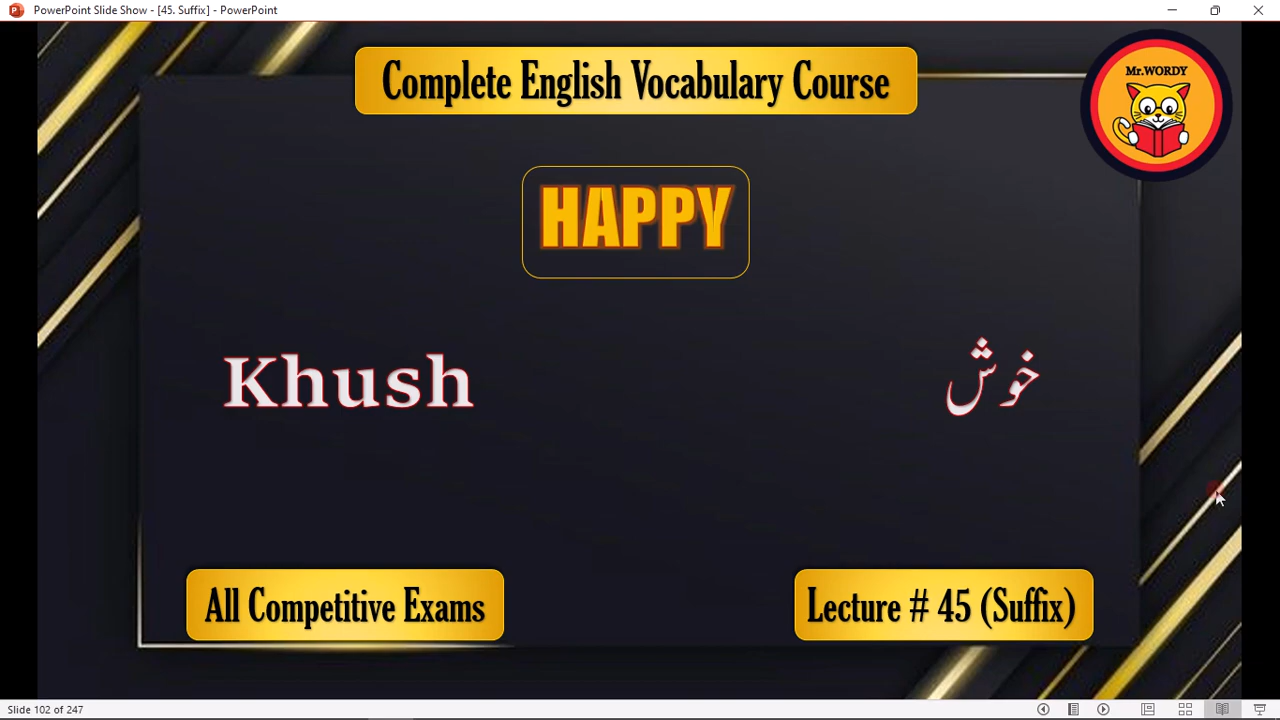 PowerPoint Slide Show - [45. Suffix] - PowerPoint
Complete English Vocabulary Course
Mr.WORDY
HAPPY
Khush
خوش
All Competitive Exams
Lecture # 45 (Suffix)
Slide 102 of 247